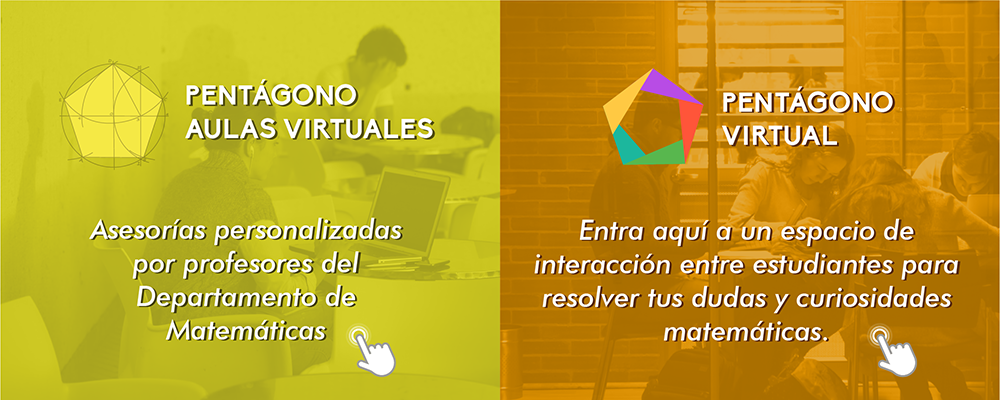 PENTÁGONO
AULAS VIRTUALES
Asesorías personalizadas
por profesores del
Departamento de
Matemáticas
PENTÁGONO
VIRTUAL
Entra aquí a un espacio de
interacción entre estudiantes para
resolver tus dudas y curiosidades
matemáticas.